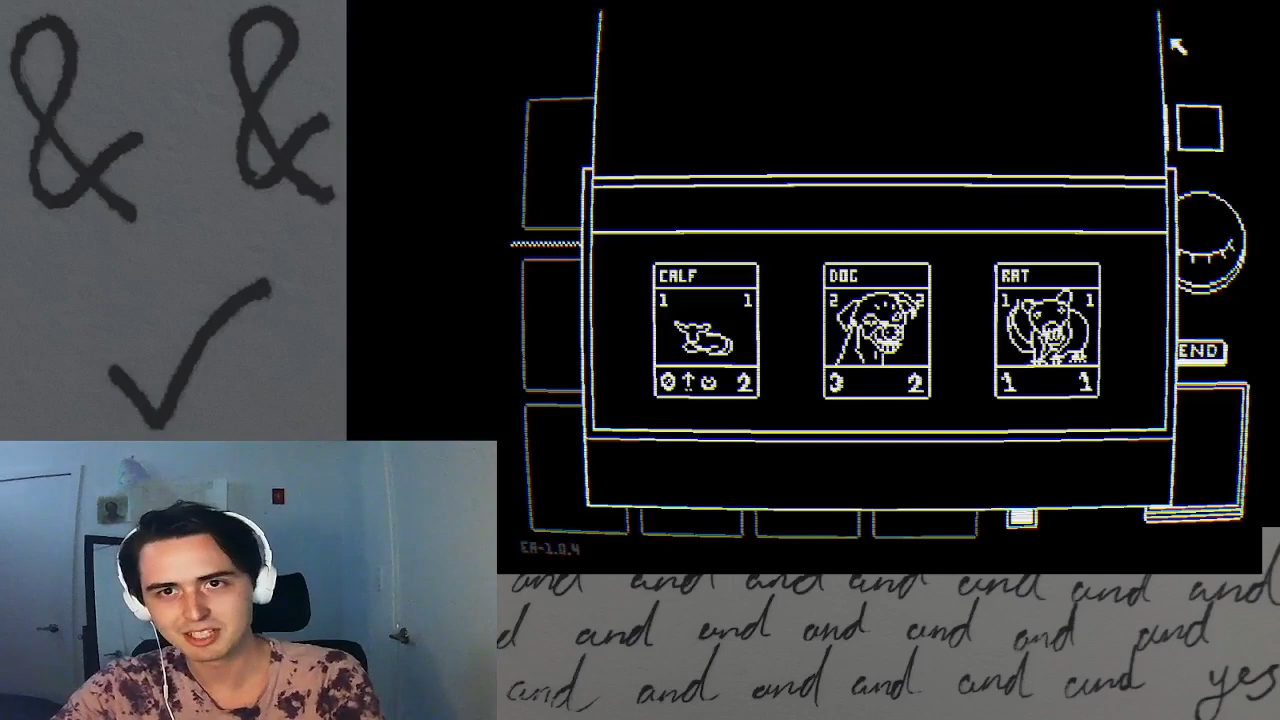 & &
CALF
1 1
0 2
DOG
2 2
3 2
RAT
1 1
1 1
END
EA-1.0.4
and and and and and and and
and and and and and and
and and and and and and yes